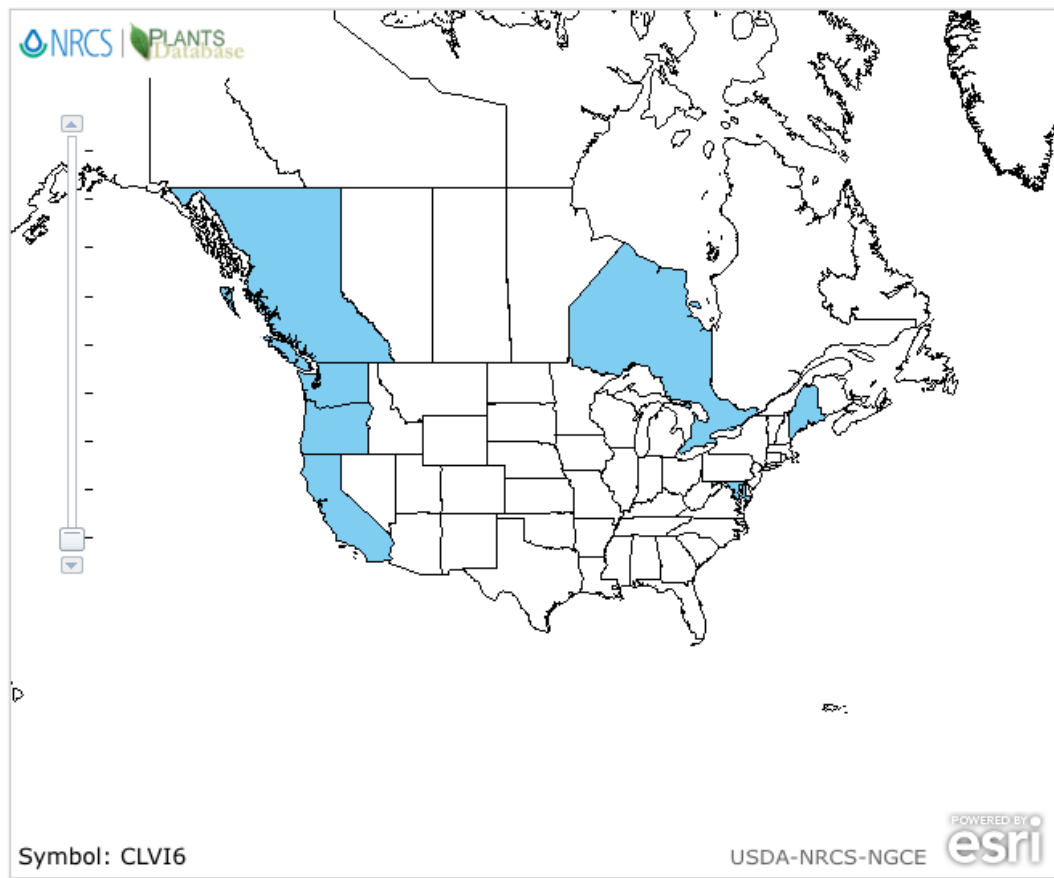 NRCS | PLANTS
Database
Symbol: CLVI6
USDA-NRCS-NGCE
POWERED BY
esri